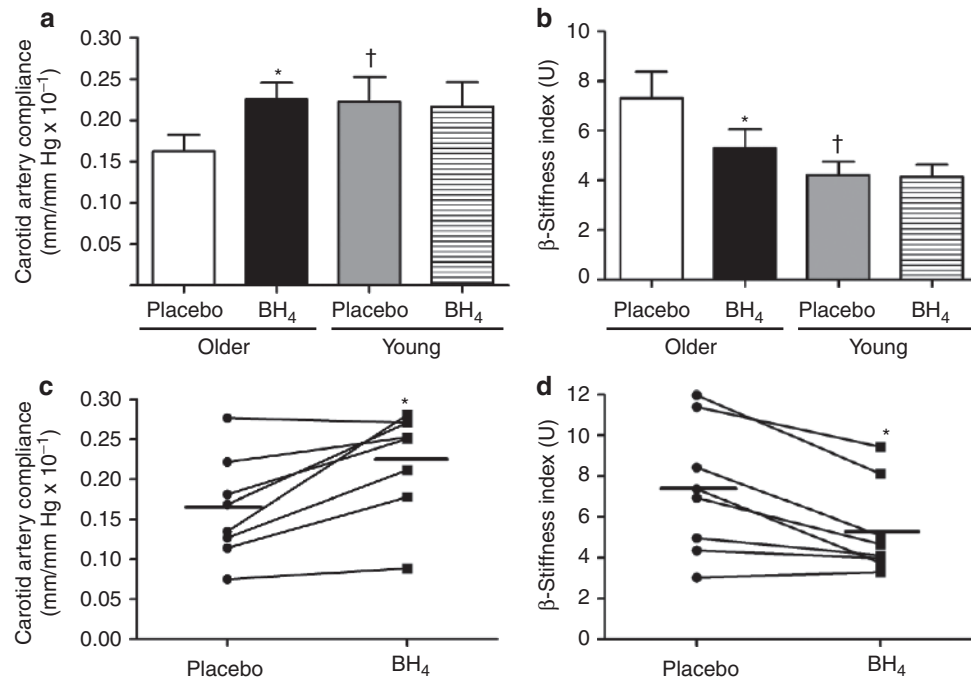 a
Carotid artery compliance
(mm/mm Hg x 10⁻¹)
0.30
0.25
0.20
0.15
0.10
0.05
*
†
Placebo BH₄ Placebo BH₄
Older Young
b
β-Stiffness index (U)
10
8
6
4
2
0
*
†
Placebo BH₄ Placebo BH₄
Older Young
c
Carotid artery compliance
(mm/mm Hg x 10⁻¹)
0.30
0.25
0.20
0.15
0.10
0.05
0.00
*
Placebo BH₄
d
β-Stiffness index (U)
12
10
8
6
4
2
0
*
Placebo BH₄